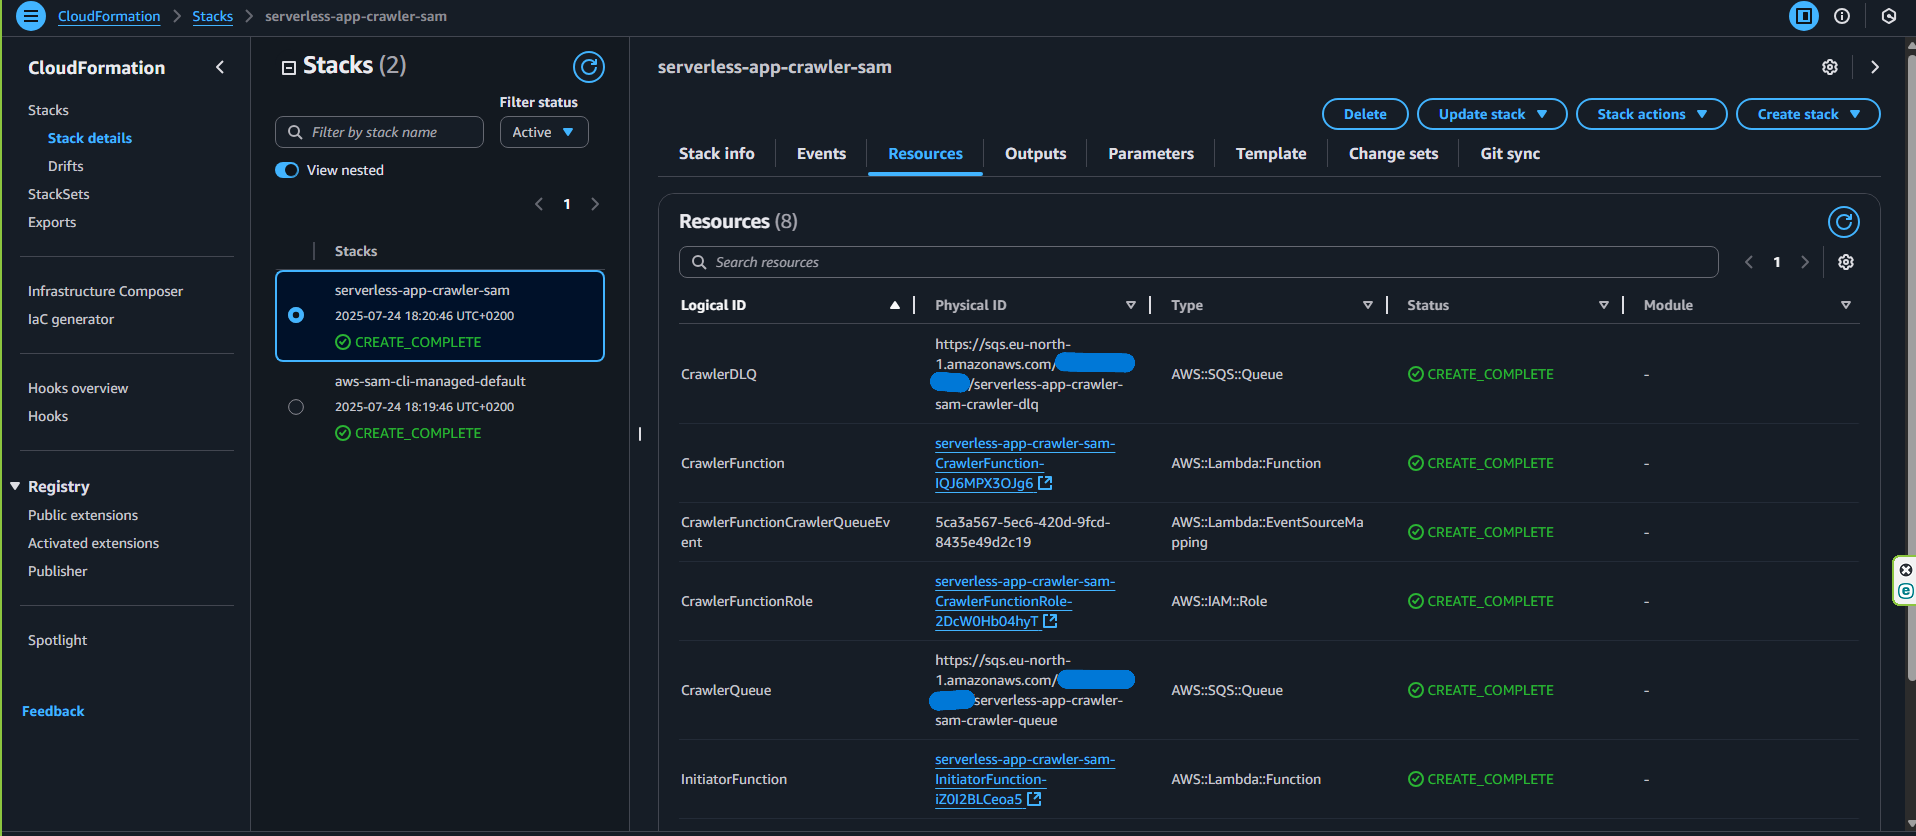 CloudFormation
Stacks
serverless-app-crawler-sam
CloudFormation
Stacks
Stack details
Drifts
StackSets
Exports
Infrastructure Composer
IaC generator
Hooks overview
Hooks
Registry
Public extensions
Activated extensions
Publisher
Spotlight
Feedback
Stacks (2)
Filter status
Filter by stack name
Active
View nested
1
Stacks
serverless-app-crawler-sam
2025-07-24 18:20:46 UTC+0200
CREATE_COMPLETE
aws-sam-cli-managed-default
2025-07-24 18:19:46 UTC+0200
CREATE_COMPLETE
serverless-app-crawler-sam
Delete
Update stack
Stack actions
Create stack
Stack info
Events
Resources
Outputs
Parameters
Template
Change sets
Git sync
Resources (8)
Search resources
1
Logical ID
Physical ID
Type
Status
Module
CrawlerDLQ
https://sqs.eu-north-
1.amazonaws.com/
/serverless-app-crawler-
sam-crawler-dlq
AWS::SQS::Queue
CREATE_COMPLETE
-
CrawlerFunction
serverless-app-crawler-sam-
CrawlerFunction-
IQJ6MPX3OJg6
AWS::Lambda::Function
CREATE_COMPLETE
-
CrawlerFunctionCrawlerQueueEv
ent
5ca3a567-5ec6-420d-9fcd-
8435e49d2c19
AWS::Lambda::EventSourceMa
pping
CREATE_COMPLETE
-
CrawlerFunctionRole
serverless-app-crawler-sam-
CrawlerFunctionRole-
2DcW0Hb04hyT
AWS::IAM::Role
CREATE_COMPLETE
-
CrawlerQueue
https://sqs.eu-north-
1.amazonaws.com/
serverless-app-crawler-
sam-crawler-queue
AWS::SQS::Queue
CREATE_COMPLETE
-
InitiatorFunction
serverless-app-crawler-sam-
InitiatorFunction-
iZ0I2BLCeoa5
AWS::Lambda::Function
CREATE_COMPLETE
-